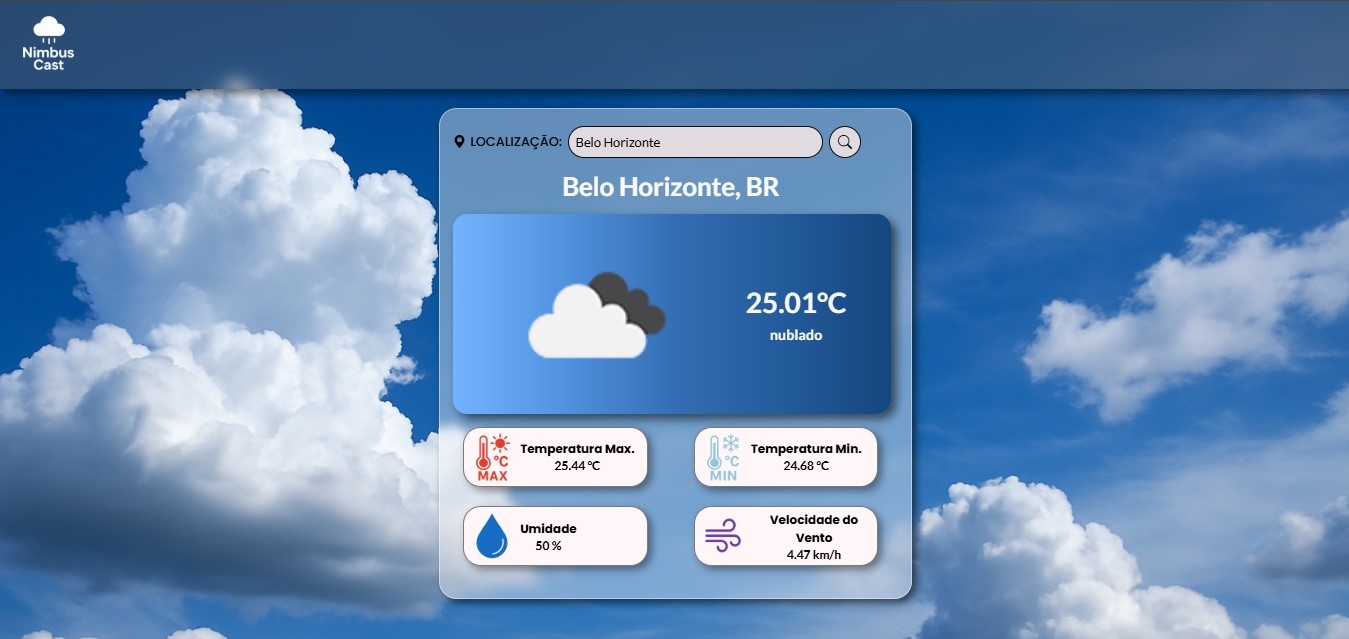 Nimbus
Cast
LOCALIZAÇÃO: Belo Horizonte
Belo Horizonte, BR
25.01°C
nublado
°C
MAX
Temperatura Max.
25.44 °C
°C
MIN
Temperatura Min.
24.68 °C
Umidade
50 %
Velocidade do
Vento
4.47 km/h